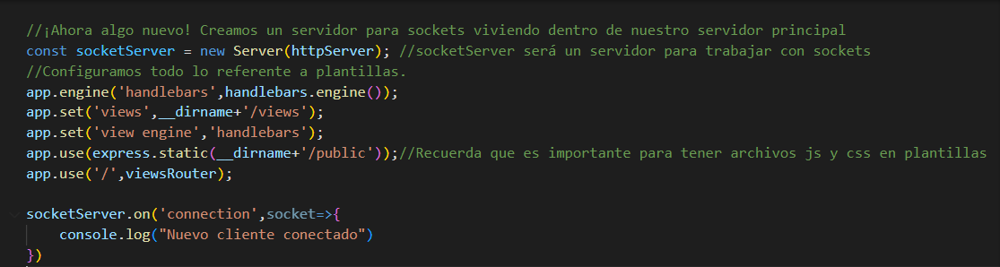 //¡Ahora algo nuevo! Creamos un servidor para sockets viviendo dentro de nuestro servidor principal
const socketServer = new Server(httpServer); //socketServer será un servidor para trabajar con sockets
//Configuramos todo lo referente a plantillas.
app.engine('handlebars',handlebars.engine());
app.set('views',__dirname+'/views');
app.set('view engine','handlebars');
app.use(express.static(__dirname+'/public'));//Recuerda que es importante para tener archivos js y css en plantillas
app.use('/',viewsRouter);
socketServer.on('connection',socket=>{
    console.log("Nuevo cliente conectado")
})